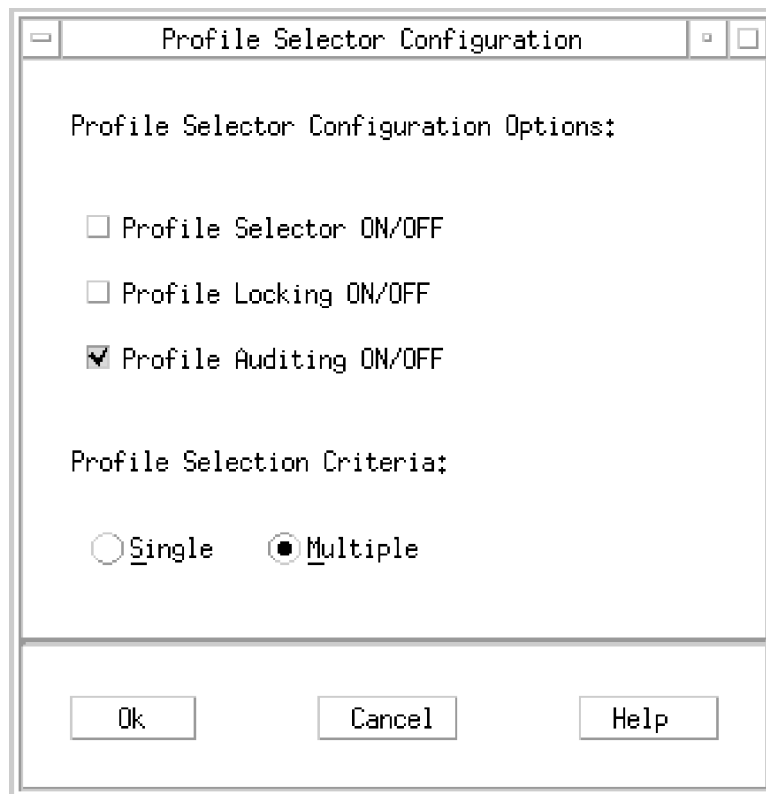 Profile Selector Configuration
Profile Selector Configuration Options:
Profile Selector ON/OFF
Profile Locking ON/OFF
Profile Auditing ON/OFF
Profile Selection Criteria:
Single Multiple
Ok Cancel Help